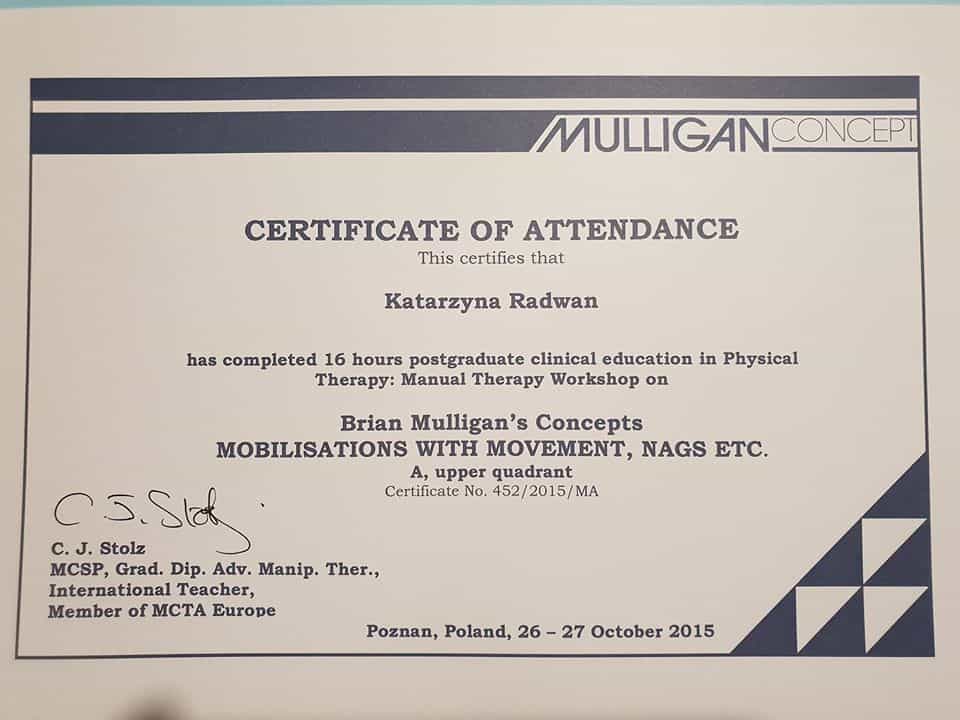 MULLIGANCONCEPT
CERTIFICATE OF ATTENDANCE
This certifies that
Katarzyna Radwan
has completed 16 hours postgraduate clinical education in Physical
Therapy: Manual Therapy Workshop on
Brian Mulligan's Concepts
MOBILISATIONS WITH MOVEMENT, NAGS ETC.
A, upper quadrant
Certificate No. 452/2015/MA
C. J. Stolz
C. J. Stolz
MCSP, Grad. Dip. Adv. Manip. Ther.,
International Teacher,
Member of MCTA Europe
Poznan, Poland, 26 – 27 October 2015